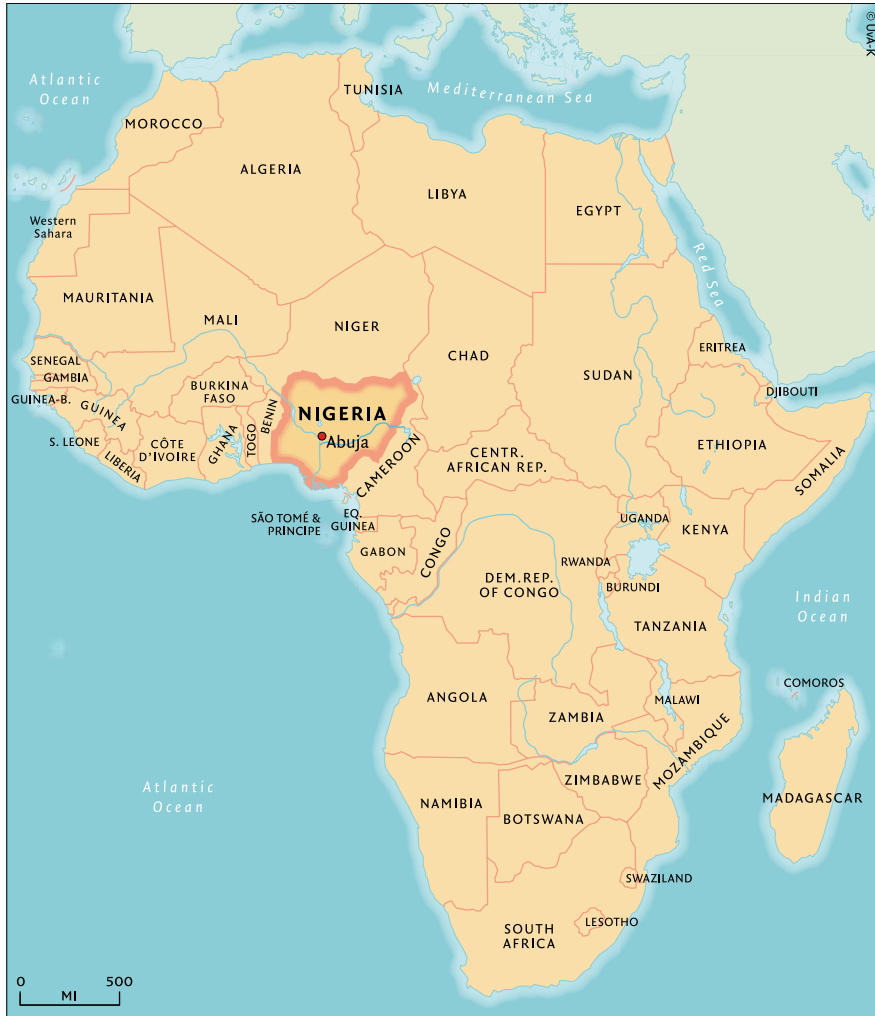 © UvA-K
Atlantic
Ocean
TUNISIA
Mediterranean Sea
MOROCCO
ALGERIA
LIBYA
EGYPT
Western
Sahara
Red Sea
MAURITANIA
MALI
NIGER
CHAD
SUDAN
ERITREA
SENEGAL
GAMBIA
GUINEA-B.
GUINEA
BURKINA
FASO
DJIBOUTI
NIGERIA
Abuja
BENIN
TOGO
GHANA
CÔTE
D'IVOIRE
S. LEONE
LIBERIA
CAMEROON
CENTR.
AFRICAN REP.
ETHIOPIA
SOMALIA
SÃO TOMÉ &
PRINCIPE
EQ.
GUINEA
GABON
CONGO
UGANDA
KENYA
RWANDA
DEM.REP.
OF CONGO
BURUNDI
TANZANIA
Indian
Ocean
COMOROS
ANGOLA
ZAMBIA
MALAWI
MOZAMBIQUE
ZIMBABWE
MADAGASCAR
Atlantic
Ocean
NAMIBIA
BOTSWANA
SWAZILAND
LESOTHO
SOUTH
AFRICA
0 500
MI